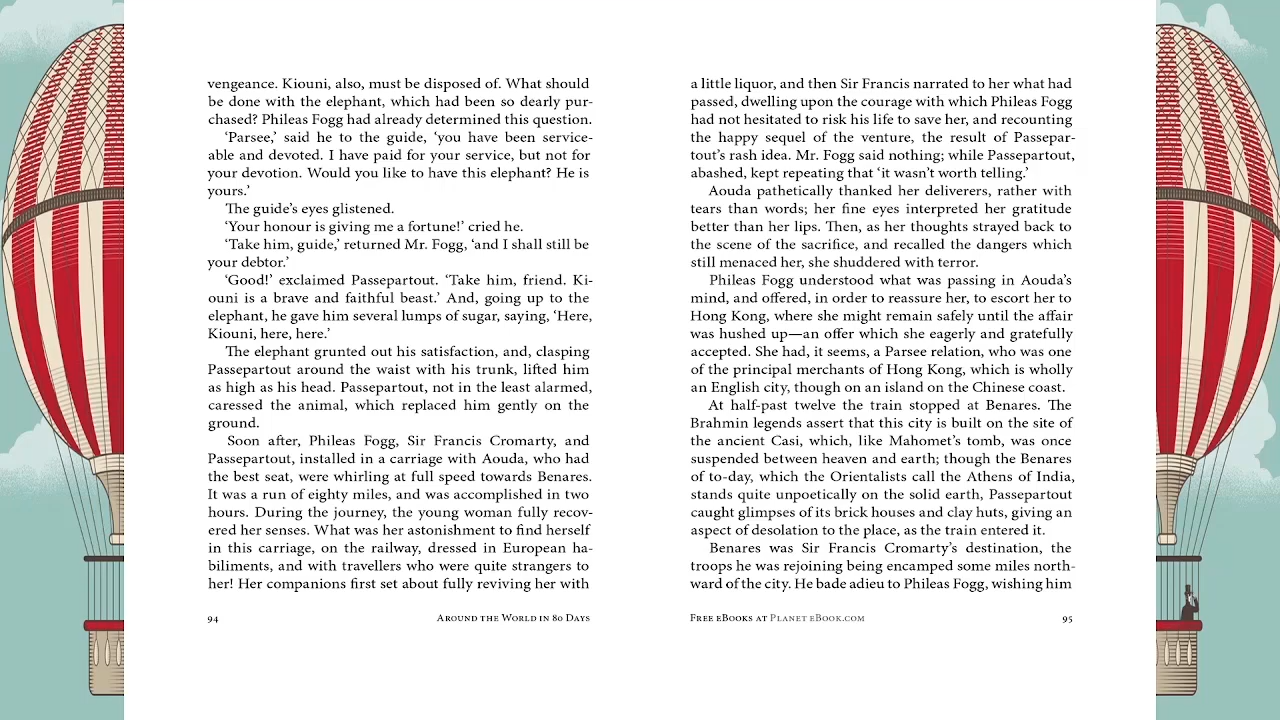 vengeance. Kiouni, also, must be disposed of. What should
be done with the elephant, which had been so dearly pur-
chased? Phileas Fogg had already determined this question.
‘Parsee,’ said he to the guide, ‘you have been service-
able and devoted. I have paid for your service, but not for
your devotion. Would you like to have this elephant? He is
yours.’
The guide’s eyes glistened.
‘Your honour is giving me a fortune!’ cried he.
‘Take him, guide,’ returned Mr. Fogg, ‘and I shall still be
your debtor.’
‘Good!’ exclaimed Passepartout. ‘Take him, friend. Ki-
ouni is a brave and faithful beast.’ And, going up to the
elephant, he gave him several lumps of sugar, saying, ‘Here,
Kiouni, here, here.’
The elephant grunted out his satisfaction, and, clasping
Passepartout around the waist with his trunk, lifted him
as high as his head. Passepartout, not in the least alarmed,
caressed the animal, which replaced him gently on the
ground.
Soon after, Phileas Fogg, Sir Francis Cromarty, and
Passepartout, installed in a carriage with Aouda, who had
the best seat, were whirling at full speed towards Benares.
It was a run of eighty miles, and was accomplished in two
hours. During the journey, the young woman fully recov-
ered her senses. What was her astonishment to find herself
in this carriage, on the railway, dressed in European ha-
biliments, and with travellers who were quite strangers to
her! Her companions first set about fully reviving her with
94
Around the World in 80 Days
a little liquor, and then Sir Francis narrated to her what had
passed, dwelling upon the courage with which Phileas Fogg
had not hesitated to risk his life to save her, and recounting
the happy sequel of the venture, the result of Passepar-
tout’s rash idea. Mr. Fogg said nothing; while Passepartout,
abashed, kept repeating that ‘it wasn’t worth telling.’
Aouda pathetically thanked her deliverers, rather with
tears than words; her fine eyes interpreted her gratitude
better than her lips. Then, as her thoughts strayed back to
the scene of the sacrifice, and recalled the dangers which
still menaced her, she shuddered with terror.
Phileas Fogg understood what was passing in Aouda’s
mind, and offered, in order to reassure her, to escort her to
Hong Kong, where she might remain safely until the affair
was hushed up—an offer which she eagerly and gratefully
accepted. She had, it seems, a Parsee relation, who was one
of the principal merchants of Hong Kong, which is wholly
an English city, though on an island on the Chinese coast.
At half-past twelve the train stopped at Benares. The
Brahmin legends assert that this city is built on the site of
the ancient Casi, which, like Mahomet’s tomb, was once
suspended between heaven and earth; though the Benares
of to-day, which the Orientalists call the Athens of India,
stands quite unpoetically on the solid earth, Passepartout
caught glimpses of its brick houses and clay huts, giving an
aspect of desolation to the place, as the train entered it.
Benares was Sir Francis Cromarty’s destination, the
troops he was rejoining being encamped some miles north-
ward of the city. He bade adieu to Phileas Fogg, wishing him
Free eBooks at Planet eBook.com
95